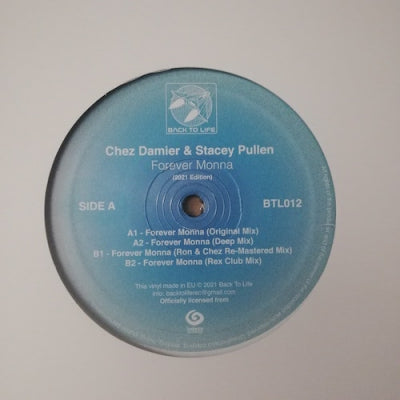 BACK TO LIFE
Chez Damier & Stacey Pullen
Forever Monna
(2021 Edition)
SIDE A
BTL012
A1 - Forever Monna (Original Mix)
A2 - Forever Monna (Deep Mix)
B1 - Forever Monna (Ron & Chez Re-Mastered Mix)
B2 - Forever Monna (Rex Club Mix)
This vinyl made in EU © 2021 Back To Life
info: backtoliferec@gmail.com
Officially licensed from